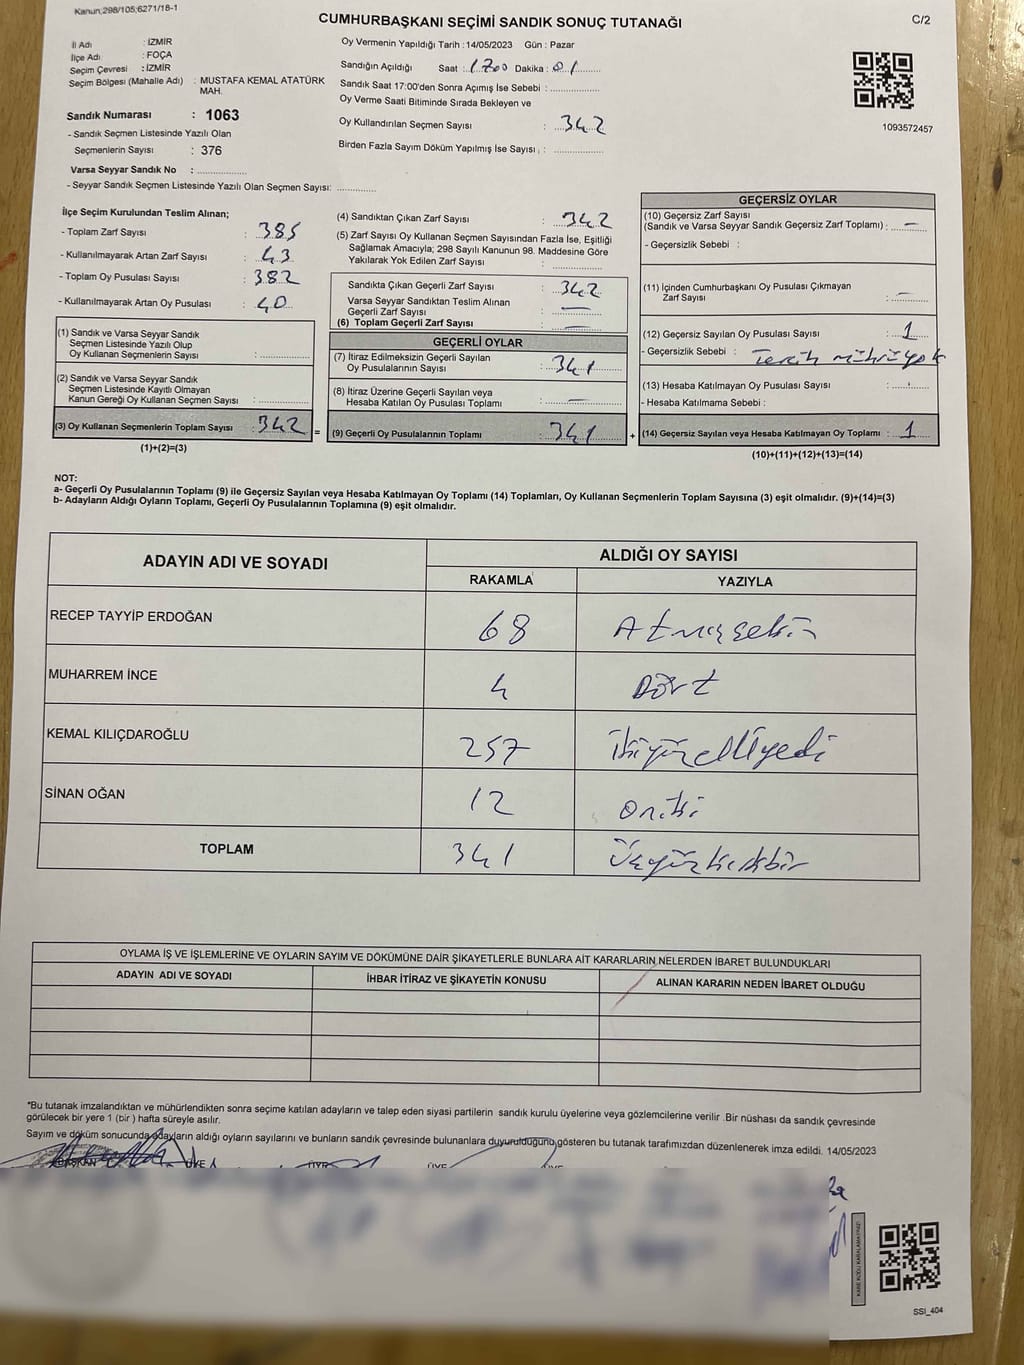 Kanun;298/105;6271/18-1
CUMHURBAŞKANI SEÇİMİ SANDIK SONUÇ TUTANAĞI
C/2
İl Adı : İZMİR
İlçe Adı : FOÇA
Seçim Çevresi : İZMİR
Seçim Bölgesi (Mahalle Adı) : MUSTAFA KEMAL ATATÜRK
MAH.
Sandık Numarası : 1063
- Sandık Seçmen Listesinde Yazılı Olan
Seçmenlerin Sayısı : 376
Varsa Seyyar Sandık No :
- Seyyar Sandık Seçmen Listesinde Yazılı Olan Seçmen Sayısı:
Oy Vermenin Yapıldığı Tarih : 14/05/2023 Gün : Pazar
Sandığın Açıldığı Saat : 1700 Dakika : 01
Sandık Saat 17:00'den Sonra Açımış İse Sebebi :
Oy Verme Saati Bitiminde Sırada Bekleyen ve
Oy Kullandırılan Seçmen Sayısı : 342
Birden Fazla Sayım Döküm Yapılmış İse Sayısı :
1093572457
İlçe Seçim Kurulundan Teslim Alınan;
- Toplam Zarf Sayısı : 385
- Kullanılmayarak Artan Zarf Sayısı : 43
- Toplam Oy Pusulası Sayısı : 382
- Kullanılmayarak Artan Oy Pusulası : 40
(1) Sandık ve Varsa Seyyar Sandık
Seçmen Listesinde Yazılı Olup
Oy Kullanan Seçmenlerin Sayısı :
(2) Sandık ve Varsa Seyyar Sandık
Seçmen Listesinde Kayıtlı Olmayan
Kanun Gereği Oy Kullanan Seçmen Sayısı :
(3) Oy Kullanan Seçmenlerin Toplam Sayısı : 342 =
(1)+(2)=(3)
(4) Sandıktan Çıkan Zarf Sayısı : 342
(5) Zarf Sayısı Oy Kullanan Seçmen Sayısından Fazla İse, Eşitliği
Sağlamak Amacıyla; 298 Sayılı Kanunun 98. Maddesine Göre
Yakılarak Yok Edilen Zarf Sayısı :
Sandıkta Çıkan Geçerli Zarf Sayısı : 342
Varsa Seyyar Sandıktan Teslim Alınan
Geçerli Zarf Sayısı : —
(6) Toplam Geçerli Zarf Sayısı : —
GEÇERLİ OYLAR
(7) İtiraz Edilmeksizin Geçerli Sayılan
Oy Pusulalarının Sayısı : 341
(8) İtiraz Üzerine Geçerli Sayılan veya
Hesaba Katılan Oy Pusulası Toplamı : —
(9) Geçerli Oy Pusulalarının Toplamı : 341 +
GEÇERSİZ OYLAR
(10) Geçersiz Zarf Sayısı
(Sandık ve Varsa Seyyar Sandık Geçersiz Zarf Toplamı) : —
- Geçersizlik Sebebi :
(11) İçinden Cumhurbaşkanı Oy Pusulası Çıkmayan
Zarf Sayısı : —
(12) Geçersiz Sayılan Oy Pusulası Sayısı : 1
- Geçersizlik Sebebi : Tercih mührü yok
(13) Hesaba Katılmayan Oy Pusulası Sayısı :
- Hesaba Katılmama Sebebi :
(14) Geçersiz Sayılan veya Hesaba Katılmayan Oy Toplamı : 1
(10)+(11)+(12)+(13)=(14)
NOT:
a- Geçerli Oy Pusulalarının Toplamı (9) ile Geçersiz Sayılan veya Hesaba Katılmayan Oy Toplamı (14) Toplamları, Oy Kullanan Seçmenlerin Toplam Sayısına (3) eşit olmalıdır. (9)+(14)=(3)
b- Adayların Aldığı Oyların Toplamı, Geçerli Oy Pusulalarının Toplamına (9) eşit olmalıdır.
ADAYIN ADI VE SOYADI
ALDIĞI OY SAYISI
RAKAMLA YAZIYLA
RECEP TAYYİP ERDOĞAN 68 Atmışsekiz
MUHARREM İNCE 4 Dört
KEMAL KILIÇDAROĞLU 257 ikiyüzelliyedi
SİNAN OĞAN 12 oniki
TOPLAM 341 üçyüzkırkbir
OYLAMA İŞ VE İŞLEMLERİNE VE OYLARIN SAYIM VE DÖKÜMÜNE DAİR ŞİKAYETLERLE BUNLARA AİT KARARLARIN NELERDEN İBARET BULUNDUKLARI
ADAYIN ADI VE SOYADI İHBAR İTİRAZ VE ŞİKAYETİN KONUSU ALINAN KARARIN NEDEN İBARET OLDUĞU
*Bu tutanak imzalandıktan ve mühürlendikten sonra seçime katılan adayların ve talep eden siyasi partilerin sandık kurulu üyelerine veya gözlemcilerine verilir .Bir nüshası da sandık çevresinde
görülecek bir yere 1 (bir ) hafta süreyle asılır.
Sayım ve döküm sonucunda adayların aldığı oyların sayılarını ve bunların sandık çevresinde bulunanlara duyurulduğunu gösteren bu tutanak tarafımızdan düzenlenerek imza edildi. 14/05/2023
BAŞKAN ÜYE ÜYE ÜYE ÜYE
KARE KODU KARALAMAYINIZ!
SSİ_404